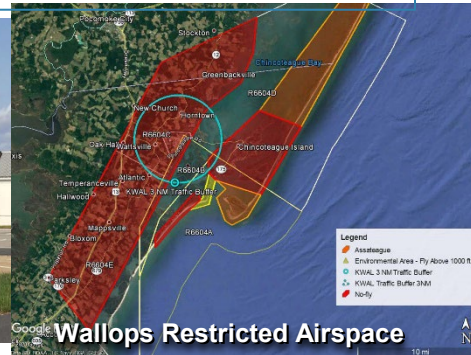 Pocomoke City
Stockton
Greenbackville
Chincoteague Bay
R6604D
New Church
Horntown
R6604F
Oak Hall
Wattsville
Chincoteague Island
R6604B
175
Atlantic
Temperanceville
KWAL 3 NM Traffic Buffer
Hallwood
Mappsville
R6604A
Bloxom
R6604E
Parksley
Legend
Assateague
Environmental Area - Fly Above 1000 ft
KWAL 3 NM Traffic Buffer
KWAL Traffic Buffer 3NM
No-fly
Google
Wallops Restricted Airspace
N
10 mi